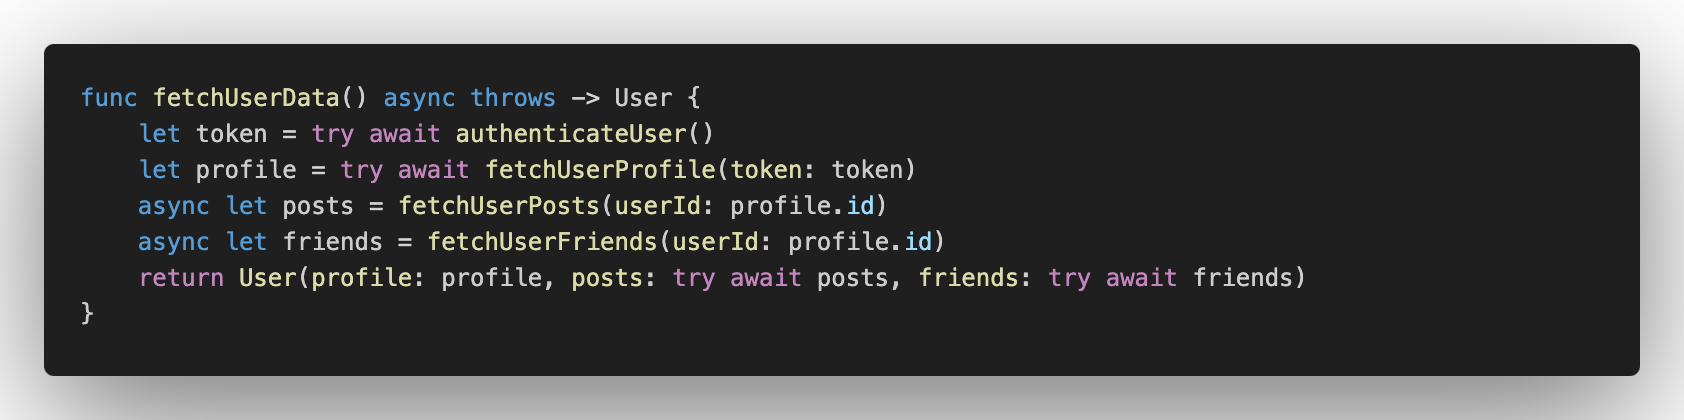 func fetchUserData() async throws -> User {
    let token = try await authenticateUser()
    let profile = try await fetchUserProfile(token: token)
    async let posts = fetchUserPosts(userId: profile.id)
    async let friends = fetchUserFriends(userId: profile.id)
    return User(profile: profile, posts: try await posts, friends: try await friends)
}